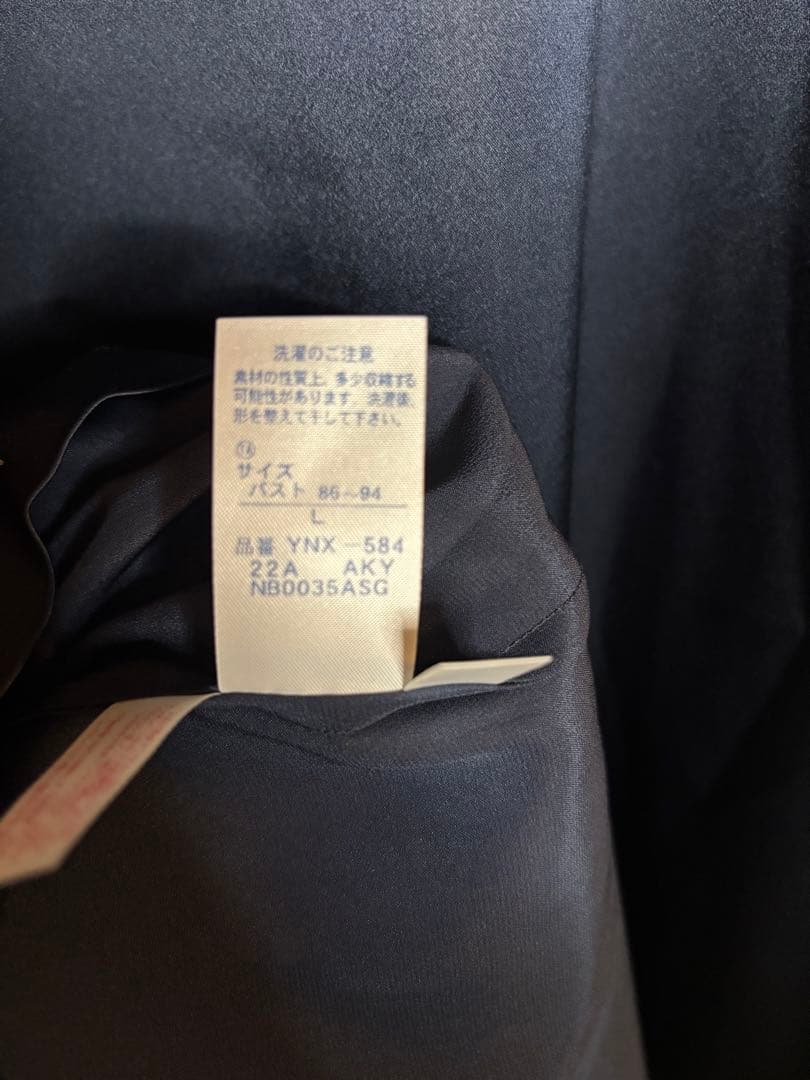 洗濯のご注意
素材の性質上、多少収縮する
可能性があります。洗濯後、
形を整えて干して下さい。
⑭
サイズ
バスト 86～94
L
品番 YNX-584
22A AKY
NB0035ASG